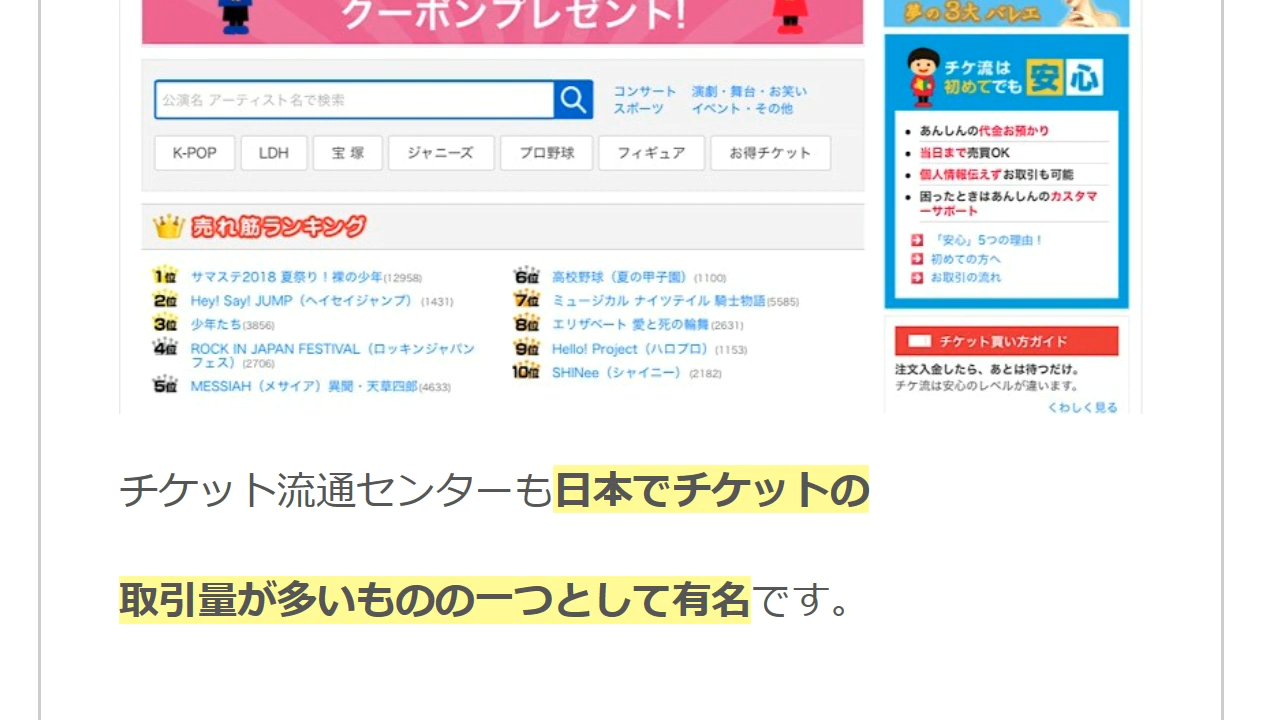 クーポンプレゼント!
夢の3大 バレエ
公演名 アーティスト名で検索
コンサート 演劇・舞台・お笑い
スポーツ イベント・その他
K-POP LDH 宝 塚 ジャニーズ プロ野球 フィギュア お得チケット
売れ筋ランキング
1位 サマステ2018 夏祭り！裸の少年(12958)
2位 Hey! Say! JUMP（ヘイセイジャンプ） (1431)
3位 少年たち(3856)
4位 ROCK IN JAPAN FESTIVAL（ロッキンジャパン
フェス） (2706)
5位 MESSIAH（メサイア）異聞・天草四郎(4633)
6位 高校野球（夏の甲子園） (1100)
7位 ミュージカル ナイツテイル 騎士物語(5585)
8位 エリザベート 愛と死の輪舞(2631)
9位 Hello! Project（ハロプロ） (1153)
10位 SHINee（シャイニー） (2182)
チケ流は
初めてでも 安心
• あんしんの代金お預かり
• 当日まで売買OK
• 個人情報伝えずお取引も可能
• 困ったときはあんしんのカスタマ
ーサポート
「安心」5つの理由！
初めての方へ
お取引の流れ
チケット買い方ガイド
注文入金したら、あとは待つだけ。
チケ流は安心のレベルが違います。
くわしく見る
チケット流通センターも日本でチケットの
取引量が多いものの一つとして有名です。